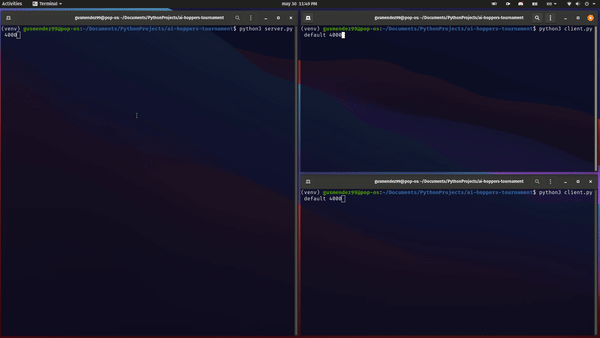 Activities Terminal may 30 11:49 PM en
gusmendez99@pop-os: ~/Documents/PythonProjects/ai-hoppers-tournament
(venv) gusmendez99@pop-os:~/Documents/PythonProjects/ai-hoppers-tournament$ python3 server.py
4000
gusmendez99@pop-os:~/Documents/PythonProjects/ai-hoppers-tournament
(venv) gusmendez99@pop-os:~/Documents/PythonProjects/ai-hoppers-tournament$ python3 client.py
default 4000
gusmendez99@pop-os:~/Documents/PythonProjects/ai-hoppers-tournament
(venv) gusmendez99@pop-os:~/Documents/PythonProjects/ai-hoppers-tournament$ python3 client.py
default 4000